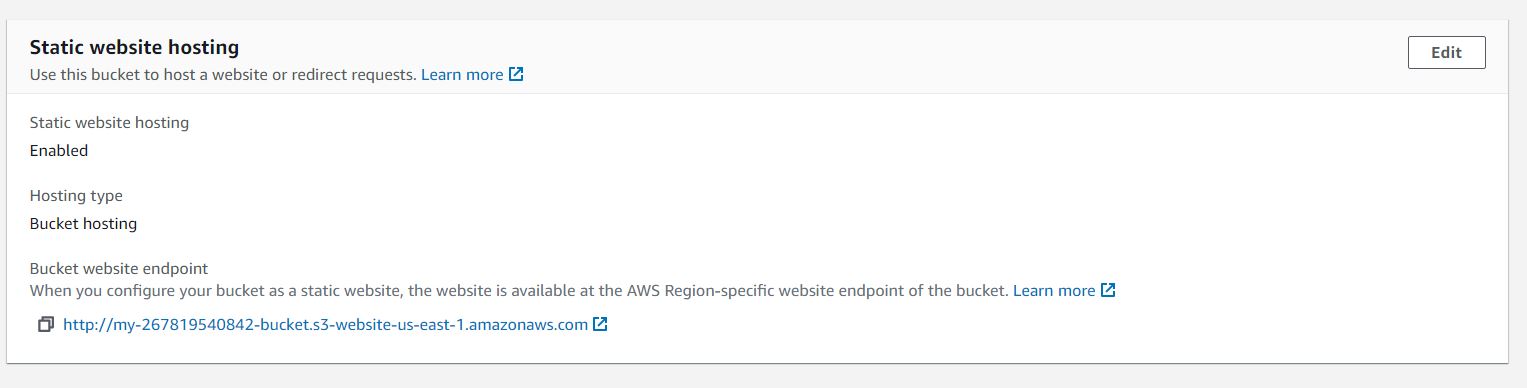 Static website hosting
Edit
Use this bucket to host a website or redirect requests. Learn more
Static website hosting
Enabled
Hosting type
Bucket hosting
Bucket website endpoint
When you configure your bucket as a static website, the website is available at the AWS Region-specific website endpoint of the bucket. Learn more
http://my-267819540842-bucket.s3-website-us-east-1.amazonaws.com